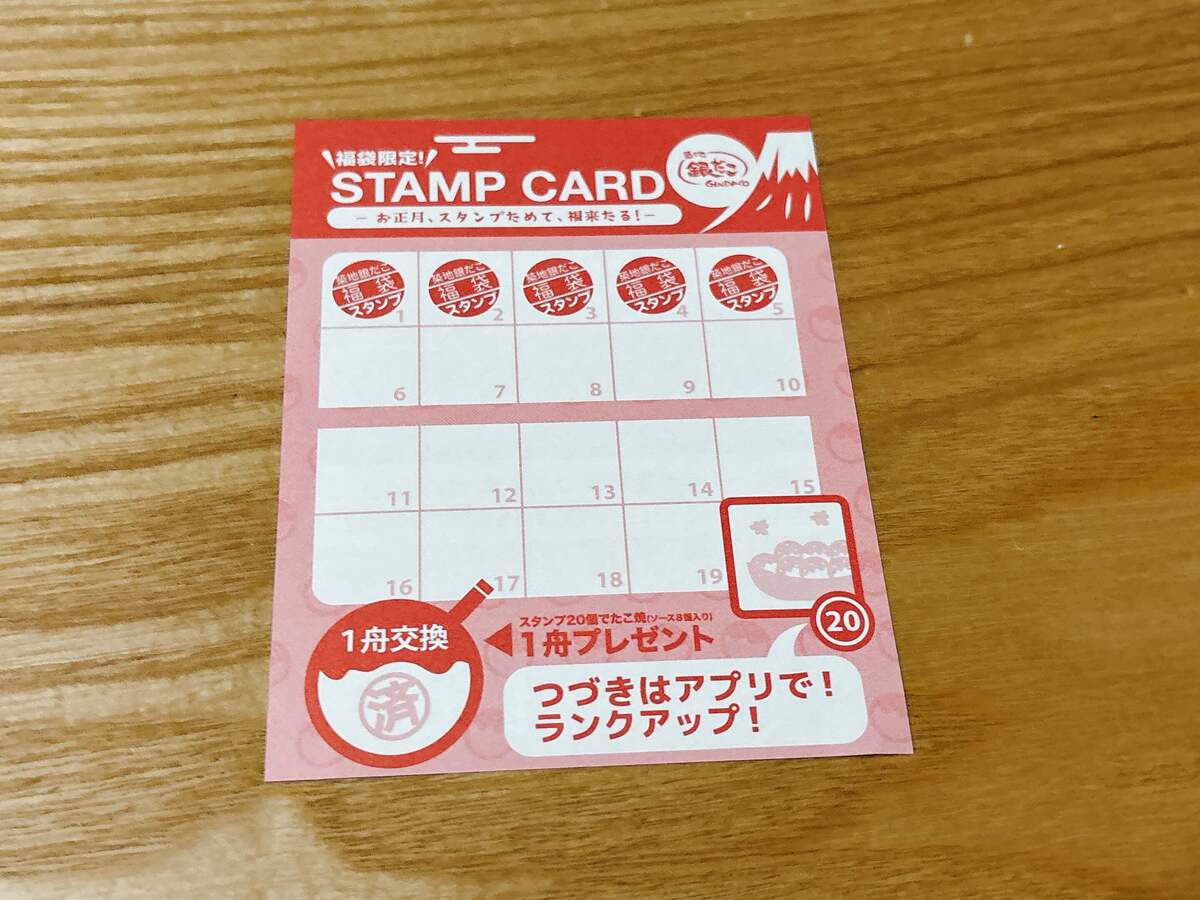 福袋限定!
STAMP CARD
築地 銀だこ
GINDACO
お正月、スタンプためて、福来たる!
築地銀だこ 築地銀だこ 築地銀だこ 築地銀だこ 築地銀だこ
福袋 福袋 福袋 福袋 福袋
スタンプ スタンプ スタンプ スタンプ スタンプ
1 2 3 4 5
6 7 8 9 10
11 12 13 14 15
16 17 18 19 20
スタンプ20個でたこ焼(ソース8個入り)
1舟プレゼント
1舟交換
済
つづきはアプリで!
ランクアップ!